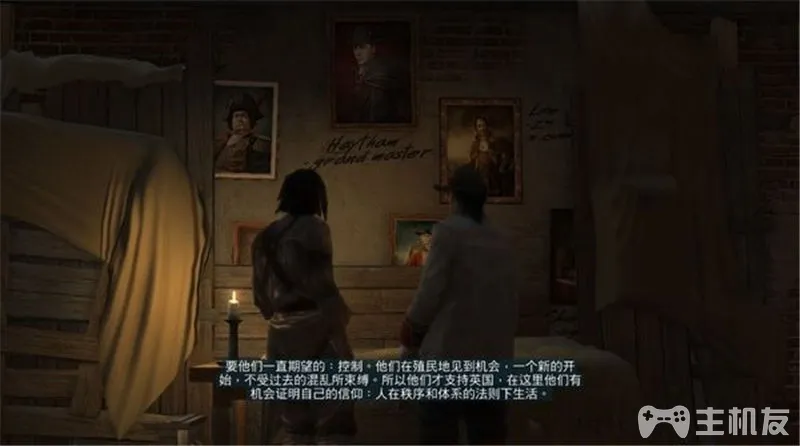 Haytham
- grand master
要他们一直期望的：控制。他们在殖民地见到机会，一个新的开
始，不受过去的混乱所束缚。所以他们才支持英国，在这里他们有
机会证明自己的信仰：人在秩序和体系的法则下生活。
主机友